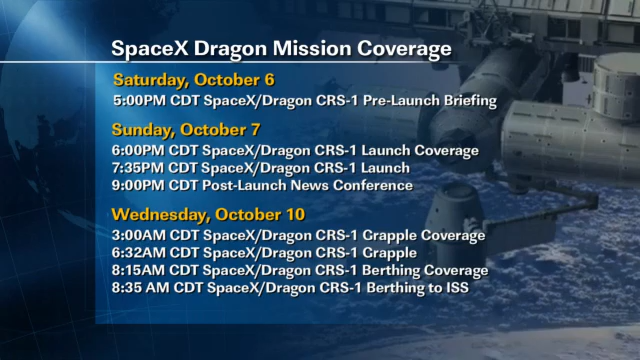 SpaceX Dragon Mission Coverage
Saturday, October 6
5:00PM CDT SpaceX/Dragon CRS-1 Pre-Launch Briefing
Sunday, October 7
6:00PM CDT SpaceX/Dragon CRS-1 Launch Coverage
7:35PM CDT SpaceX/Dragon CRS-1 Launch
9:00PM CDT Post-Launch News Conference
Wednesday, October 10
3:00AM CDT SpaceX/Dragon CRS-1 Grapple Coverage
6:32AM CDT SpaceX/Dragon CRS-1 Grapple
8:15AM CDT SpaceX/Dragon CRS-1 Berthing Coverage
8:35 AM CDT SpaceX/Dragon CRS-1 Berthing to ISS